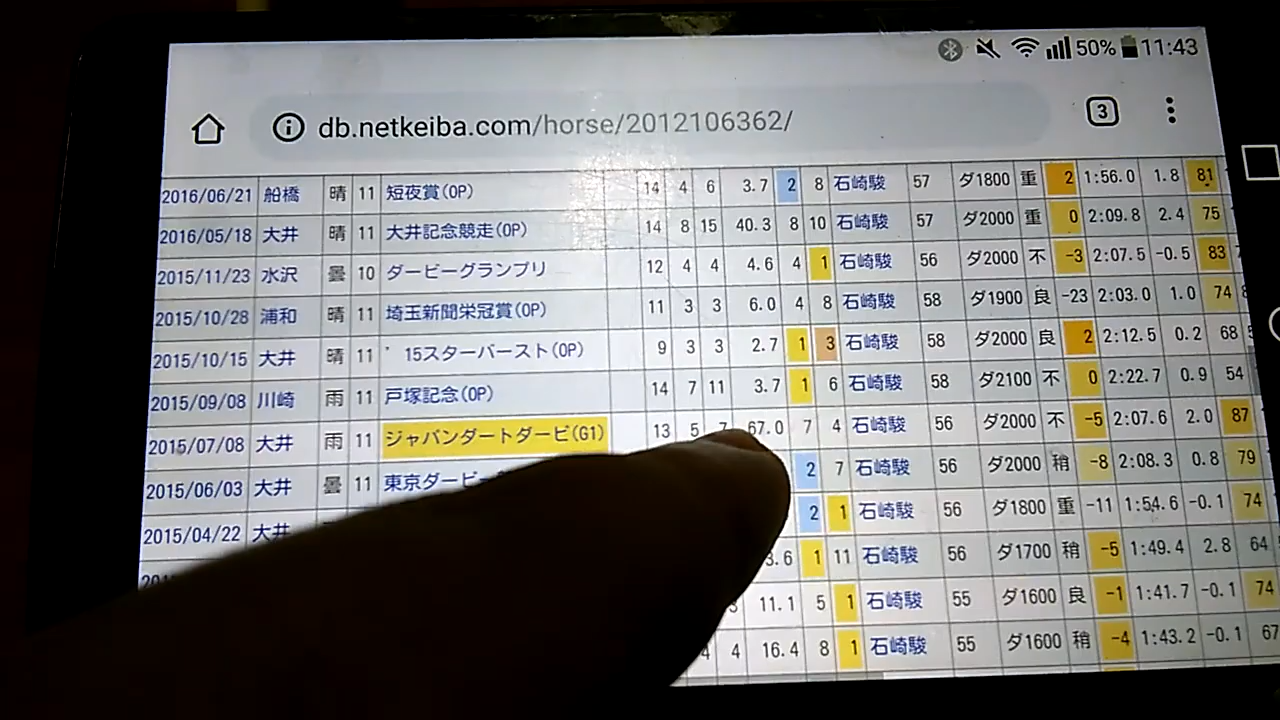 50% 11:43
db.netkeiba.com/horse/2012106362/
3
2016/06/21 船橋 晴 11 短夜賞(OP) 14 4 6 3.7 2 8 石崎駿 57 ダ1800 重 2 1:56.0 1.8 81
2016/05/18 大井 晴 11 大井記念競走(OP) 14 8 15 40.3 8 10 石崎駿 57 ダ2000 重 0 2:09.8 2.4 75
2015/11/23 水沢 曇 10 ダービーグランプリ 12 4 4 4.6 4 1 石崎駿 56 ダ2000 不 -3 2:07.5 -0.5 83
2015/10/28 浦和 晴 11 埼玉新聞栄冠賞(OP) 11 3 3 6.0 4 8 石崎駿 58 ダ1900 良 -23 2:03.0 1.0 74
2015/10/15 大井 晴 11 ’15スターバースト(OP) 9 3 3 2.7 1 3 石崎駿 58 ダ2000 良 2 2:12.5 0.2 68
2015/09/08 川崎 雨 11 戸塚記念(OP) 14 7 11 3.7 1 6 石崎駿 58 ダ2100 不 0 2:22.7 0.9 54
2015/07/08 大井 雨 11 ジャパンダートダービ(G1) 13 5 7 67.0 7 4 石崎駿 56 ダ2000 不 -5 2:07.6 2.0 87
2015/06/03 大井 曇 11 東京ダービー 2 7 石崎駿 56 ダ2000 稍 -8 2:08.3 0.8 79
2015/04/22 大井 2 1 石崎駿 56 ダ1800 重 -11 1:54.6 -0.1 74
3.6 1 11 石崎駿 56 ダ1700 稍 -5 1:49.4 2.8 64
11.1 5 1 石崎駿 55 ダ1600 良 -1 1:41.7 -0.1 74
4 4 16.4 8 1 石崎駿 55 ダ1600 稍 -4 1:43.2 -0.1 67